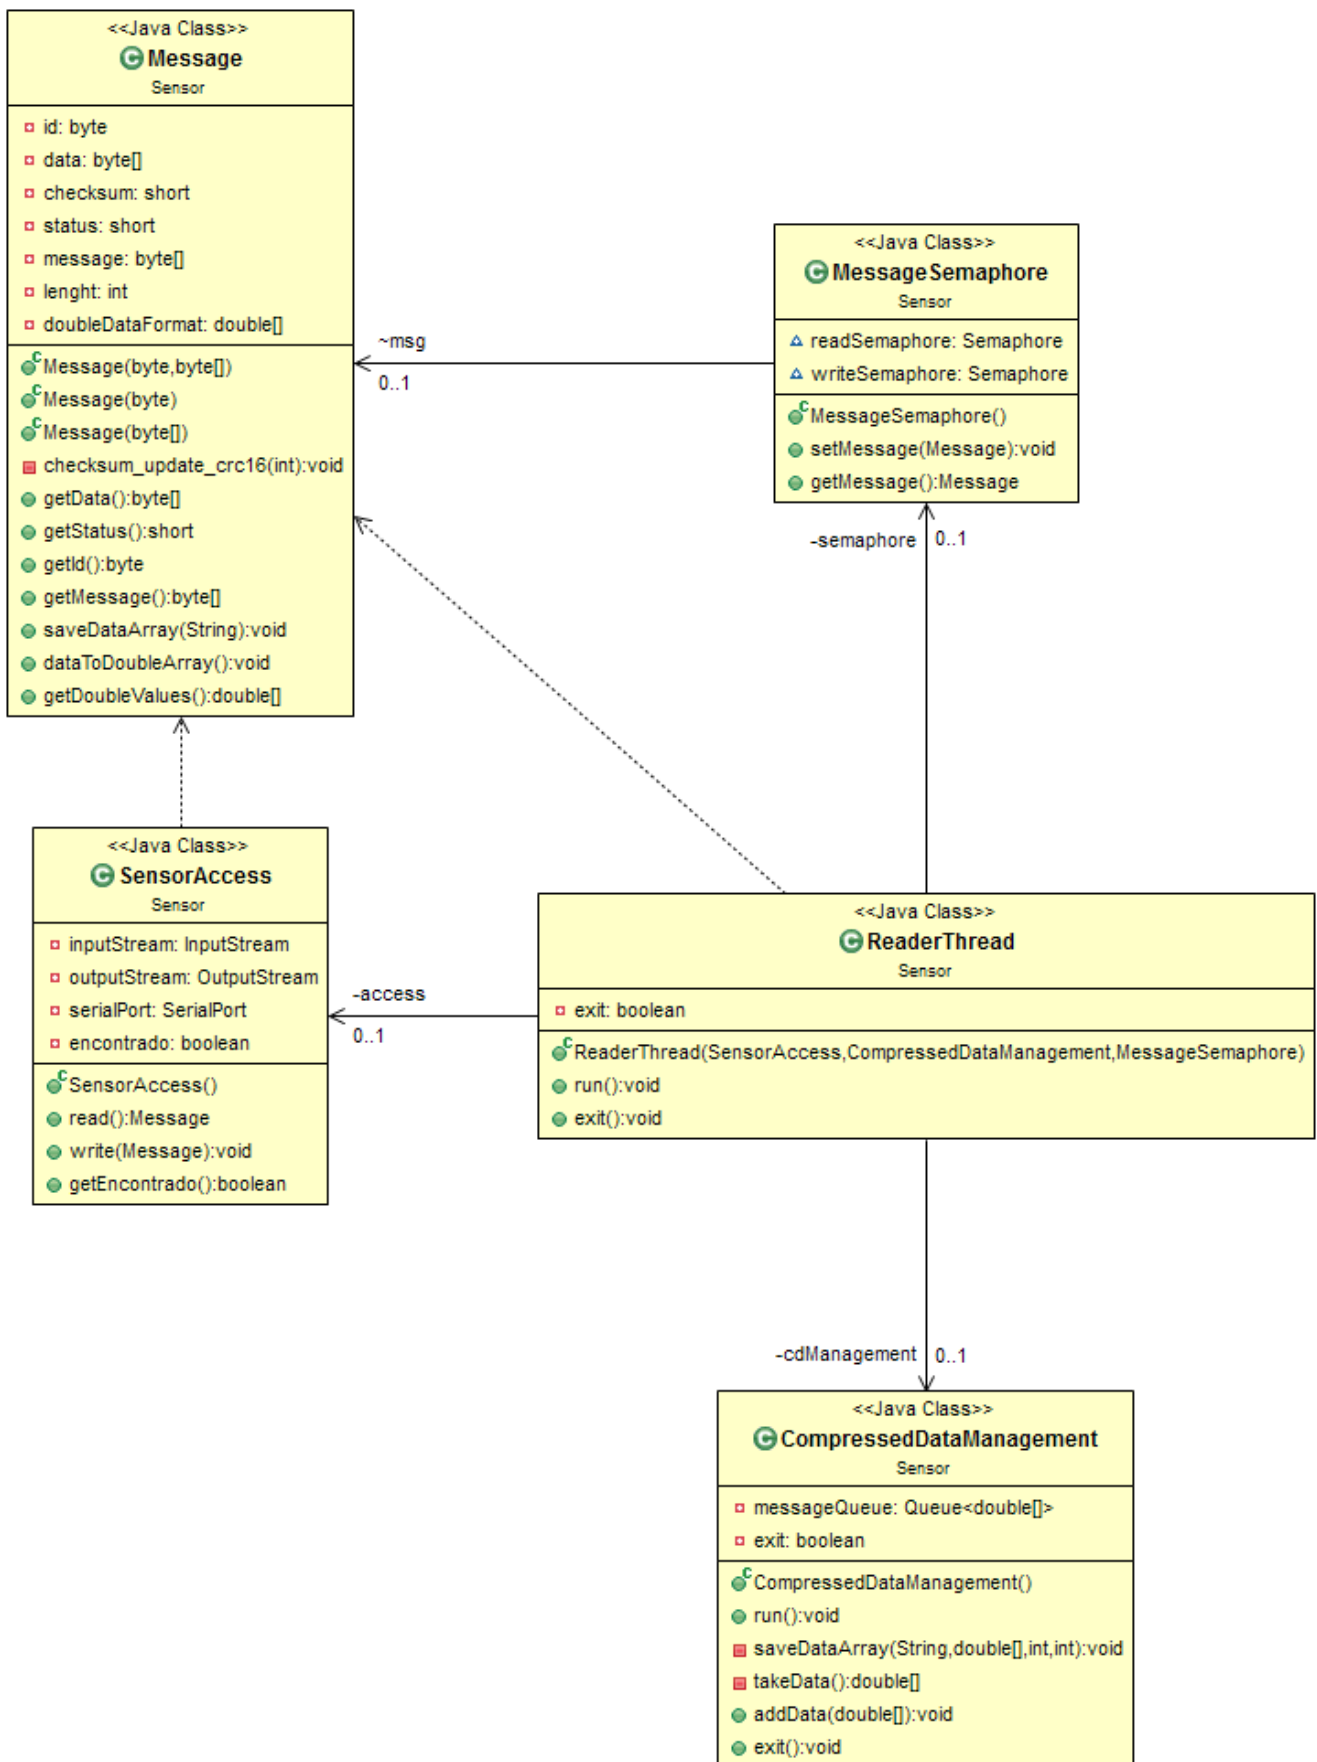 <<Java Class>>
Message
Sensor
id: byte
data: byte[]
checksum: short
status: short
message: byte[]
lenght: int
doubleDataFormat: double[]
Message(byte,byte[])
Message(byte)
Message(byte[])
checksum_update_crc16(int):void
getData():byte[]
getStatus():short
getId():byte
getMessage():byte[]
saveDataArray(String):void
dataToDoubleArray():void
getDoubleValues():double[]
~msg
0..1
<<Java Class>>
MessageSemaphore
Sensor
readSemaphore: Semaphore
writeSemaphore: Semaphore
MessageSemaphore()
setMessage(Message):void
getMessage():Message
-semaphore
0..1
<<Java Class>>
SensorAccess
Sensor
inputStream: InputStream
outputStream: OutputStream
serialPort: SerialPort
encontrado: boolean
SensorAccess()
read():Message
write(Message):void
getEncontrado():boolean
-access
0..1
<<Java Class>>
ReaderThread
Sensor
exit: boolean
ReaderThread(SensorAccess,CompressedDataManagement,MessageSemaphore)
run():void
exit():void
-cdManagement
0..1
<<Java Class>>
CompressedDataManagement
Sensor
messageQueue: Queue<double[]>
exit: boolean
CompressedDataManagement()
run():void
saveDataArray(String,double[],int,int):void
takeData():double[]
addData(double[]):void
exit():void